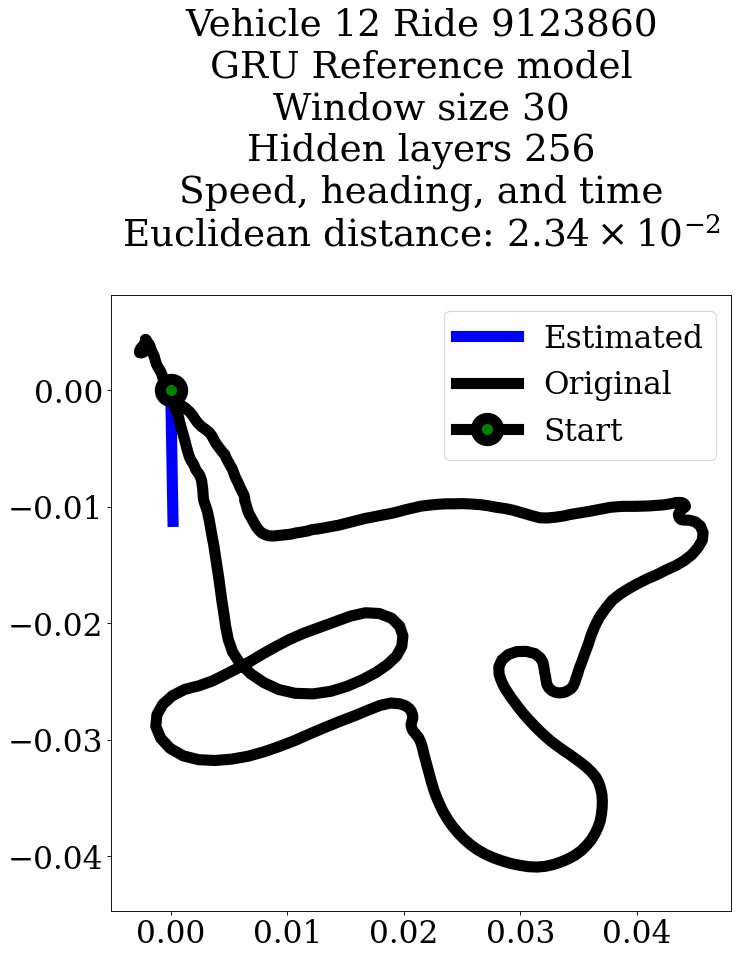 Vehicle 12 Ride 9123860
GRU Reference model
Window size 30
Hidden layers 256
Speed, heading, and time
Euclidean distance: 2.34 × 10⁻²
Estimated
Original
Start
0.00
−0.01
−0.02
−0.03
−0.04
0.00 0.01 0.02 0.03 0.04